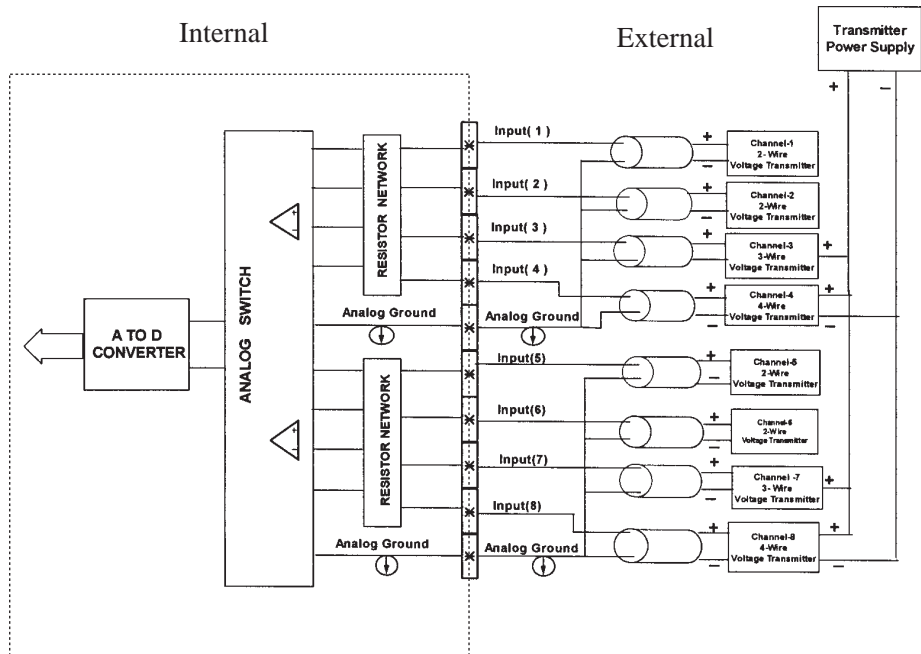 Internal
External
Transmitter
Power Supply
+
–
Input( 1 )
Input( 2 )
Input( 3 )
Input( 4 )
Analog Ground
Analog Ground
Input(5)
Input(6)
Input(7)
Input(8)
Analog Ground
Analog Ground
A TO D
CONVERTER
ANALOG SWITCH
RESISTOR NETWORK
RESISTOR NETWORK
+
–
+
–
+
Channel-1
–
2- Wire
Voltage Transmitter
+
Channel-2
–
2-Wire
Voltage Transmitter
+
Channel-3
+
–
3-Wire
Voltage Transmitter
+
Channel-4
+
–
4-Wire
–
Voltage Transmitter
+
Channel-5
–
2-Wire
Voltage Transmitter
+
Channel-6
–
2-Wire
Voltage Transmitter
+
Channel -7
+
–
3- Wire
Voltage Transmitter
+
Channel-8
+
–
4-Wire
–
Voltage Transmitter